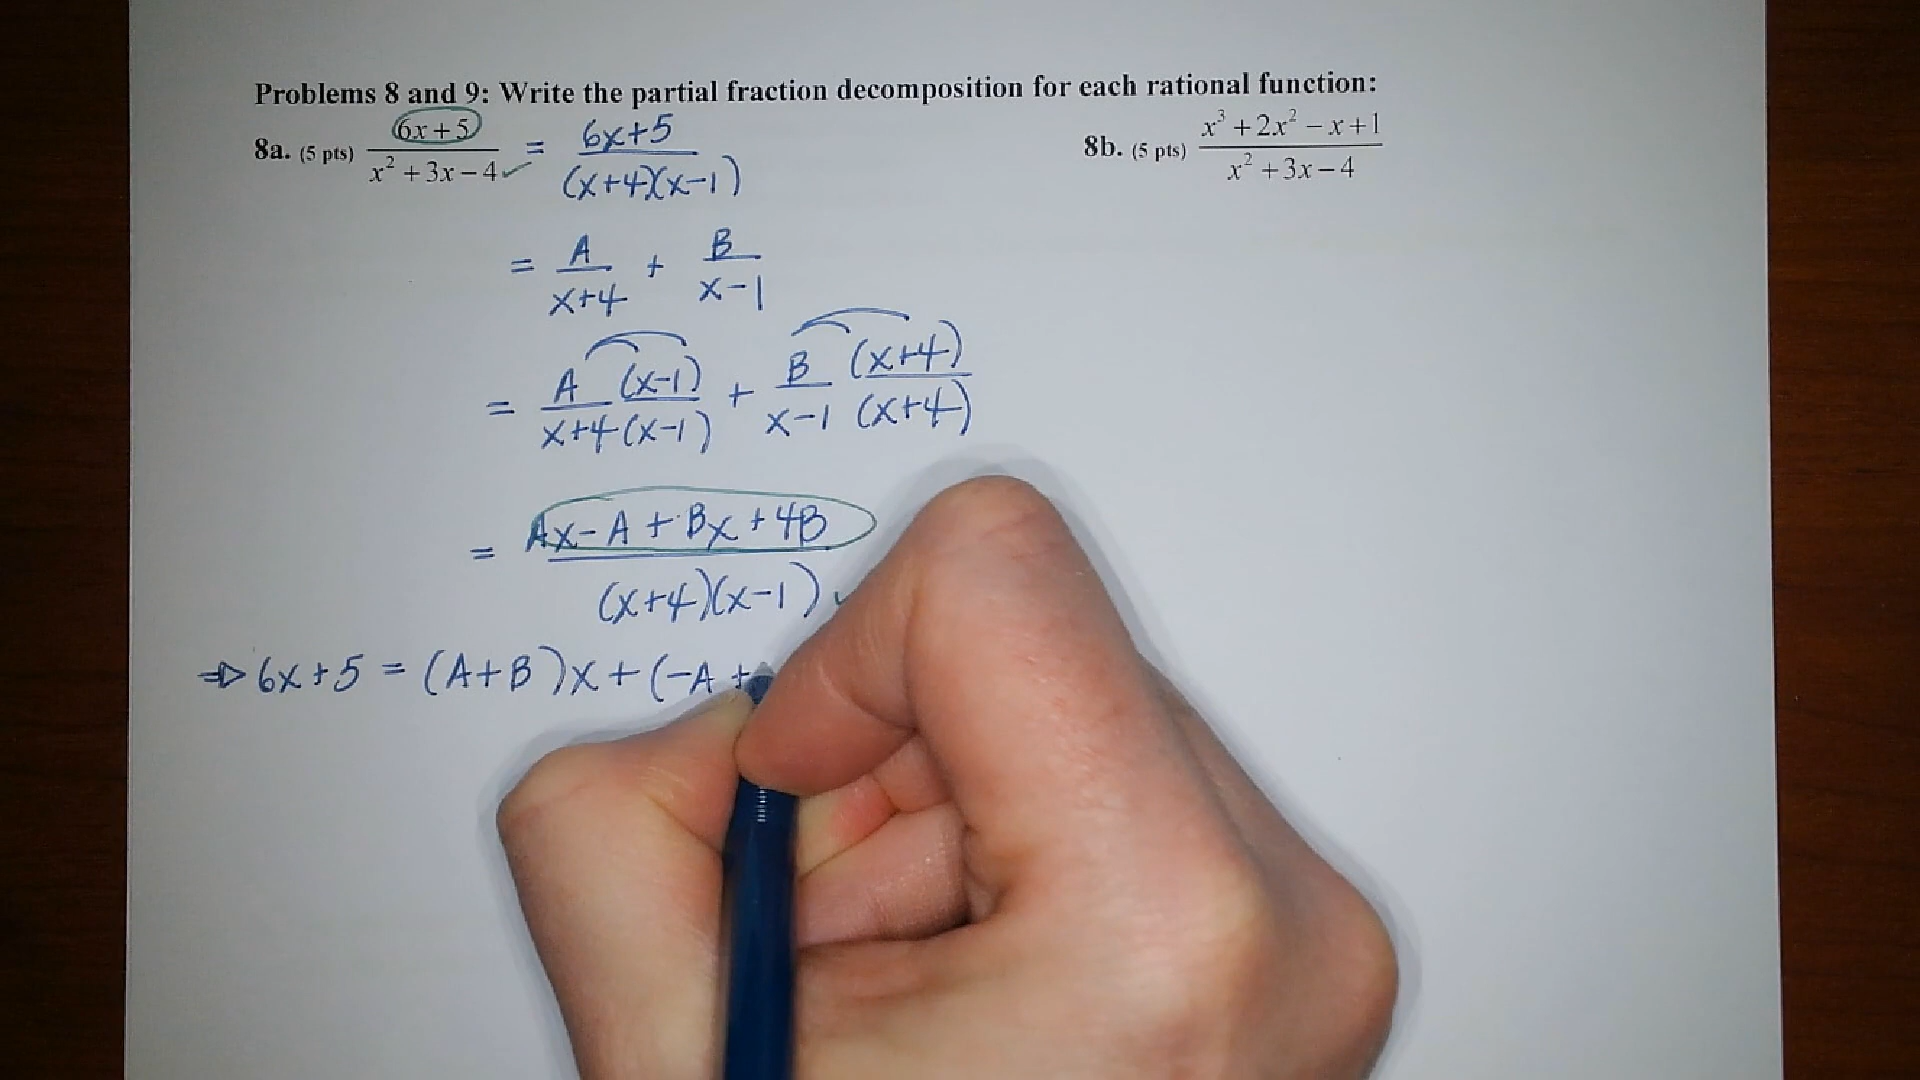 Problems 8 and 9: Write the partial fraction decomposition for each rational function:
8a. (5 pts) (6x+5)/(x² + 3x − 4) ✓ = (6x+5)/((x+4)(x−1))
= A/(x+4) + B/(x−1)
= A (x−1)/(x+4 (x−1)) + B (x+4)/(x−1 (x+4))
= (Ax − A + Bx + 4B)/((x+4)(x−1))
⇒ 6x+5 = (A+B)x + (−A +
8b. (5 pts) (x³ + 2x² − x + 1)/(x² + 3x − 4)